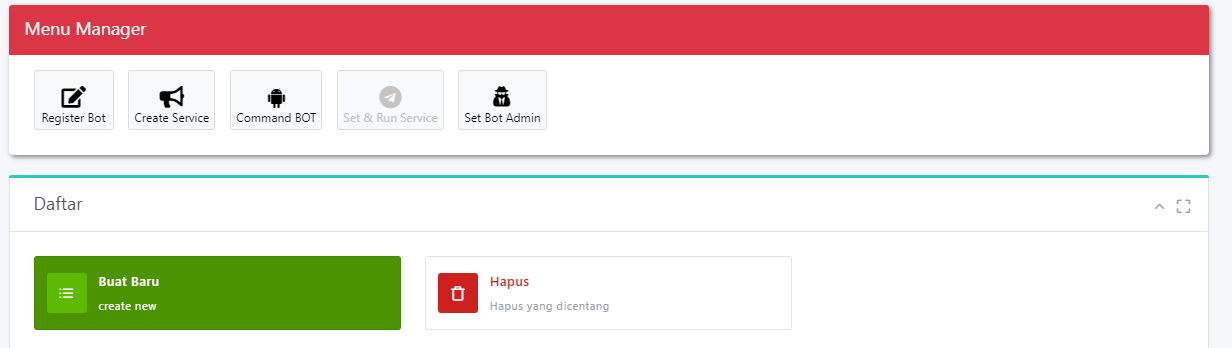 Menu Manager
Register Bot
Create Service
Command BOT
Set & Run Service
Set Bot Admin
Daftar
Buat Baru
create new
Hapus
Hapus yang dicentang